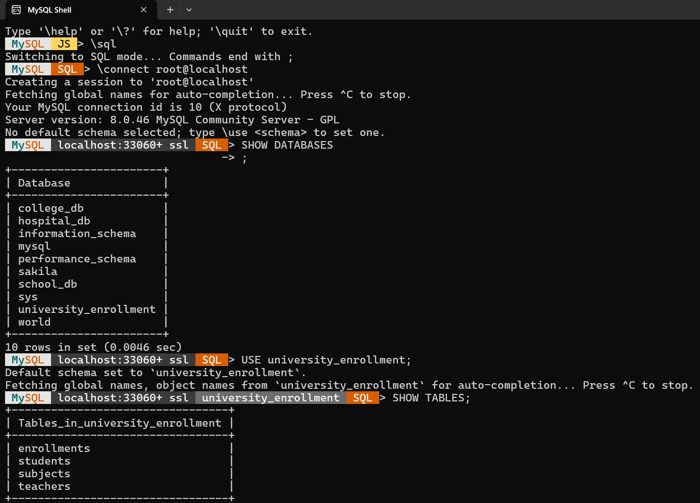 MySQL Shell
Type '\help' or '\?' for help; '\quit' to exit.
MySQL JS > \sql
Switching to SQL mode... Commands end with ;
MySQL SQL > \connect root@localhost
Creating a session to 'root@localhost'
Fetching global names for auto-completion... Press ^C to stop.
Your MySQL connection id is 10 (X protocol)
Server version: 8.0.46 MySQL Community Server - GPL
No default schema selected; type \use <schema> to set one.
MySQL localhost:33060+ ssl SQL > SHOW DATABASES
-> ;
+---------------------+
| Database |
+---------------------+
| college_db |
| hospital_db |
| information_schema |
| mysql |
| performance_schema |
| sakila |
| school_db |
| sys |
| university_enrollment |
| world |
+---------------------+
10 rows in set (0.0046 sec)
MySQL localhost:33060+ ssl SQL > USE university_enrollment;
Default schema set to `university_enrollment`.
Fetching global names, object names from `university_enrollment` for auto-completion... Press ^C to stop.
MySQL localhost:33060+ ssl university_enrollment SQL > SHOW TABLES;
+-------------------------------+
| Tables_in_university_enrollment |
+-------------------------------+
| enrollments |
| students |
| subjects |
| teachers |
+-------------------------------+